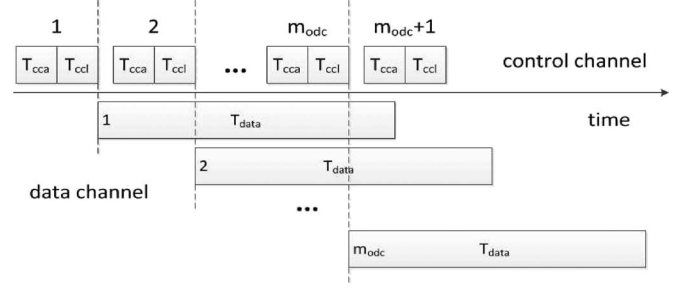 1 2 m_odc m_odc+1
T_cca T_ccl T_cca T_ccl ... T_cca T_ccl T_cca T_ccl control channel
1 T_data time
2 T_data
data channel
...
m_odc T_data